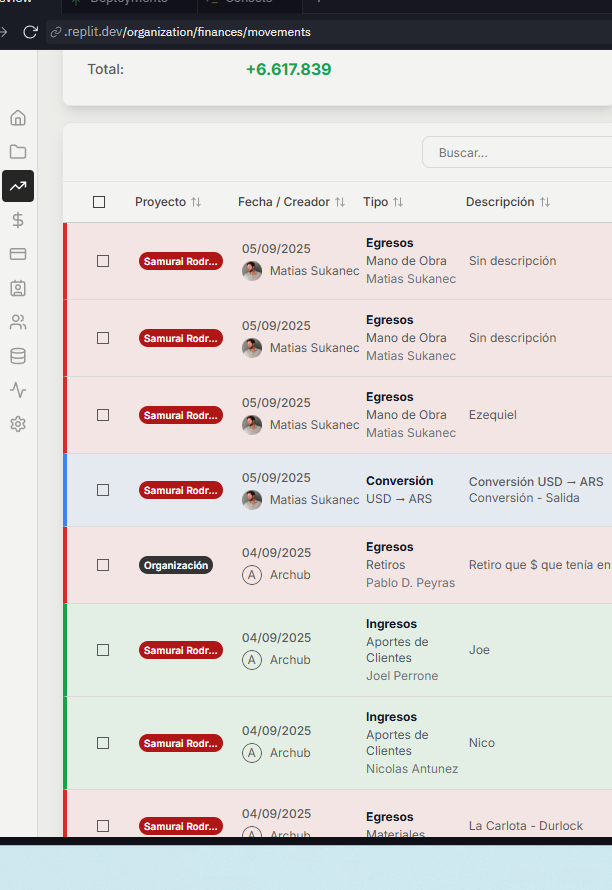 Deployments
.replit.dev/organization/finances/movements
Total: +6.617.839
Buscar...
Proyecto Fecha / Creador Tipo Descripción
Samurai Rodr... 05/09/2025 Matias Sukanec Egresos Mano de Obra Matias Sukanec Sin descripción
Samurai Rodr... 05/09/2025 Matias Sukanec Egresos Mano de Obra Matias Sukanec Sin descripción
Samurai Rodr... 05/09/2025 Matias Sukanec Egresos Mano de Obra Matias Sukanec Ezequiel
Samurai Rodr... 05/09/2025 Matias Sukanec Conversión USD → ARS Conversión USD → ARS Conversión - Salida
Organización 04/09/2025 A Archub Egresos Retiros Pablo D. Peyras Retiro que $ que tenía en
Samurai Rodr... 04/09/2025 A Archub Ingresos Aportes de Clientes Joel Perrone Joe
Samurai Rodr... 04/09/2025 A Archub Ingresos Aportes de Clientes Nicolas Antunez Nico
Samurai Rodr... 04/09/2025 A Archub Egresos Materiales La Carlota - Durlock